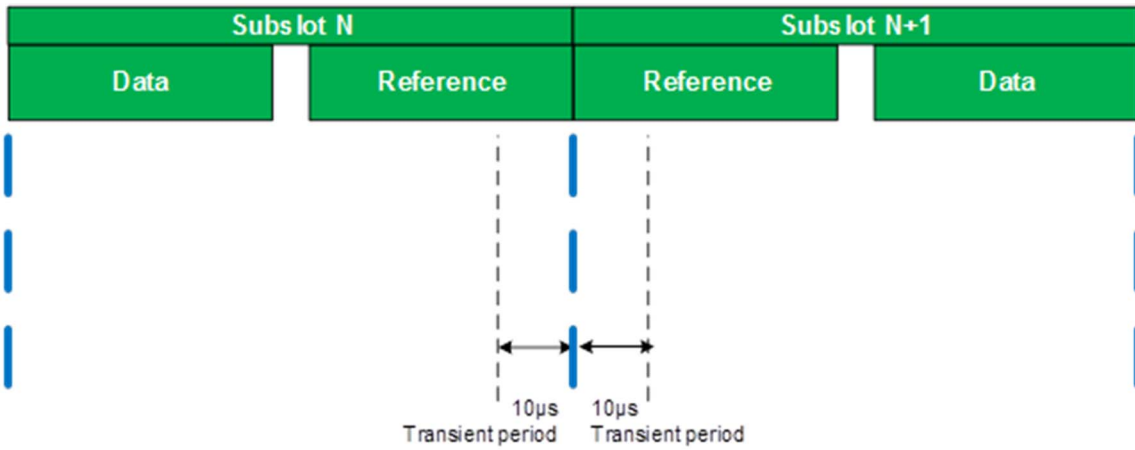 Subslot N
Subslot N+1
Data
Reference
Reference
Data
10µs
Transient period
10µs
Transient period